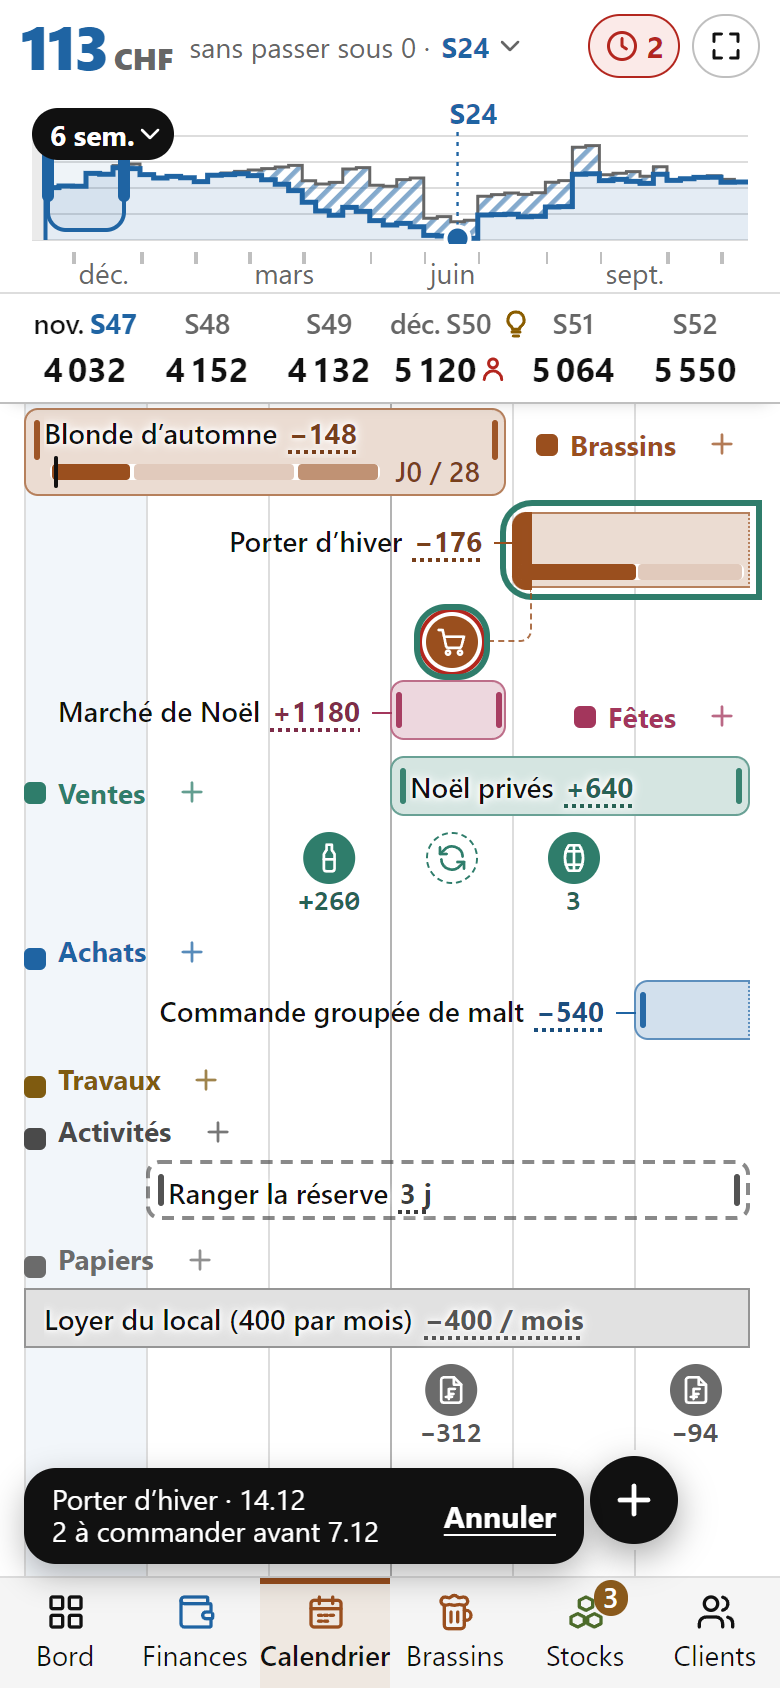 113 CHF sans passer sous 0 · S24
2
S24
6 sem.
déc. mars juin sept.
nov. S47 S48 S49 déc. S50 S51 S52
4 032 4 152 4 132 5 120 5 064 5 550
Blonde d’automne −148
J0 / 28
Brassins +
Porter d’hiver −176
Marché de Noël +1 180
Fêtes +
Ventes +
Noël privés +640
+260 3
Achats +
Commande groupée de malt −540
Travaux +
Activités +
Ranger la réserve 3 j
Papiers +
Loyer du local (400 par mois) −400 / mois
−312 −94
Porter d’hiver · 14.12
2 à commander avant 7.12
Annuler
+
3
Bord Finances Calendrier Brassins Stocks Clients